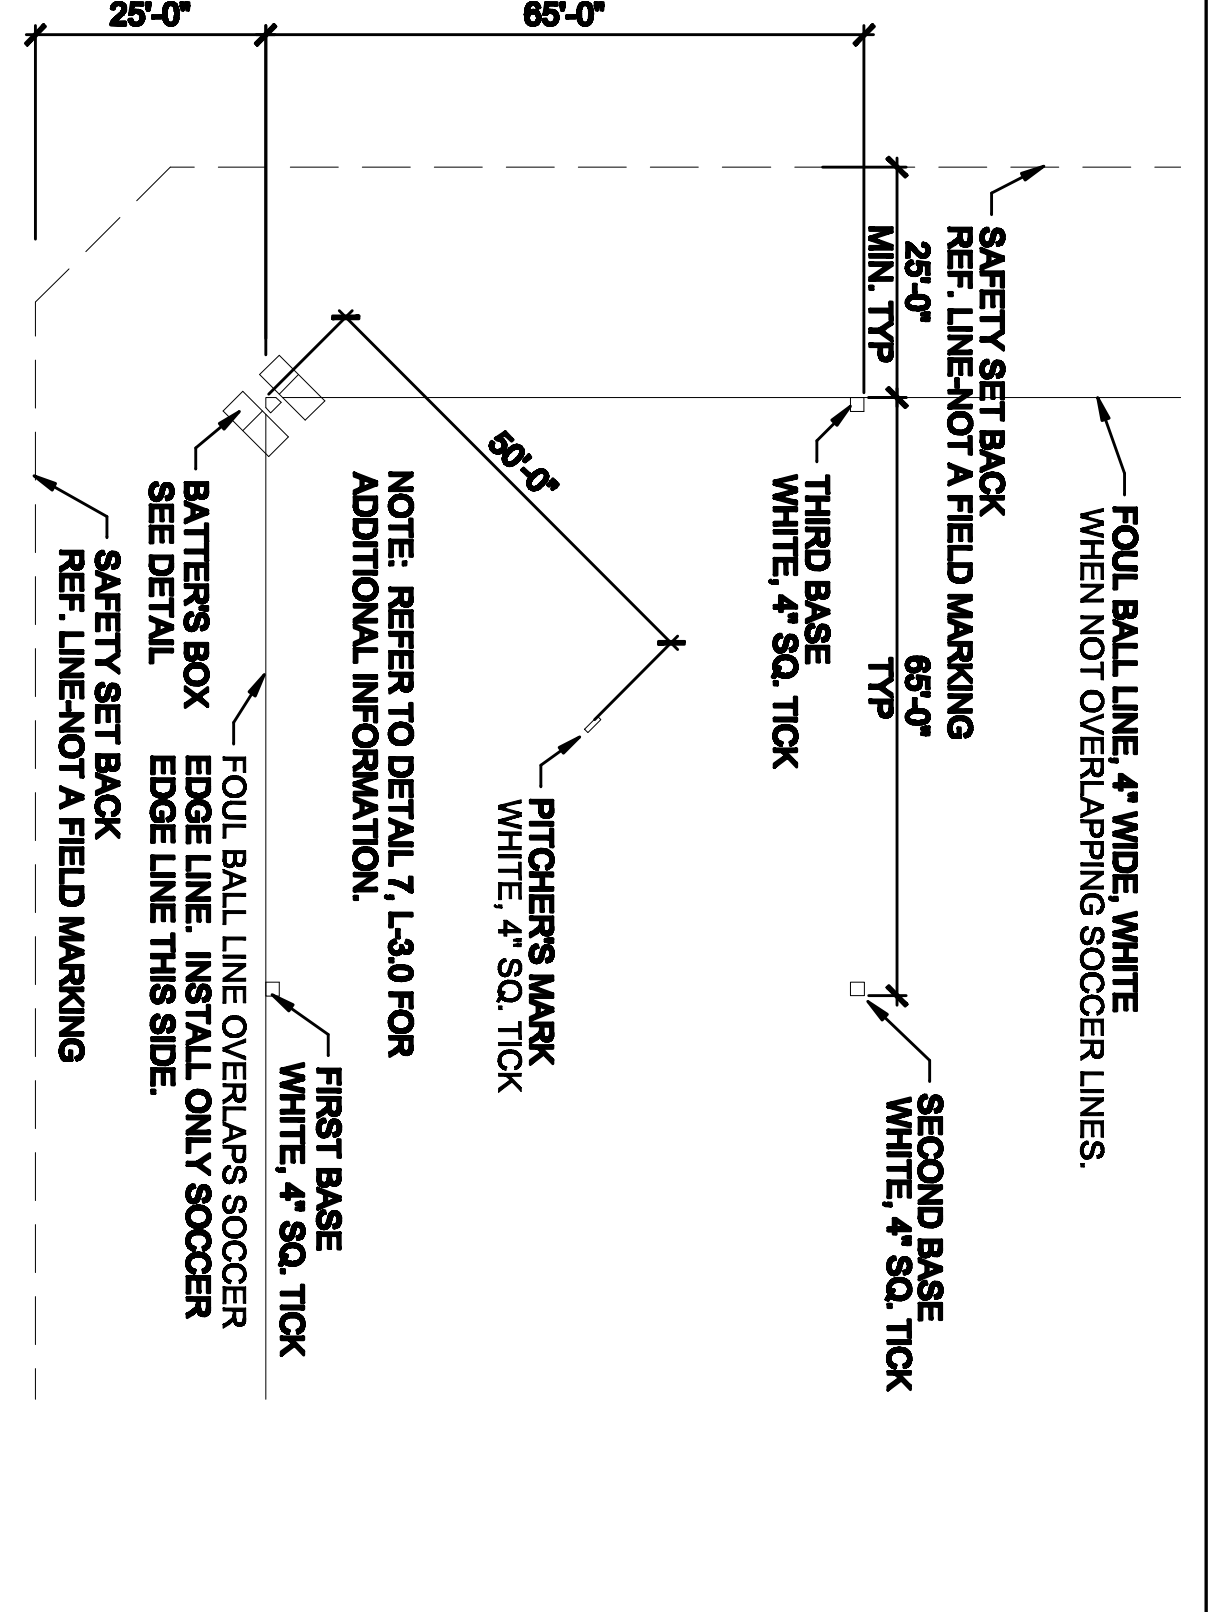 25'-0"
65'-0"
SAFETY SET BACK
REF. LINE-NOT A FIELD MARKING
25'-0"
MIN. TYP
FOUL BALL LINE, 4" WIDE, WHITE
WHEN NOT OVERLAPPING SOCCER LINES.
65'-0"
TYP
THIRD BASE
WHITE, 4" SQ. TICK
SECOND BASE
WHITE, 4" SQ. TICK
50'-0"
PITCHER'S MARK
WHITE, 4" SQ. TICK
NOTE:  REFER TO DETAIL 7, L-3.0 FOR
ADDITIONAL INFORMATION.
FIRST BASE
WHITE, 4" SQ. TICK
BATTER'S BOX
SEE DETAIL
FOUL BALL LINE OVERLAPS SOCCER
EDGE LINE.  INSTALL ONLY SOCCER
EDGE LINE THIS SIDE.
SAFETY SET BACK
REF. LINE-NOT A FIELD MARKING